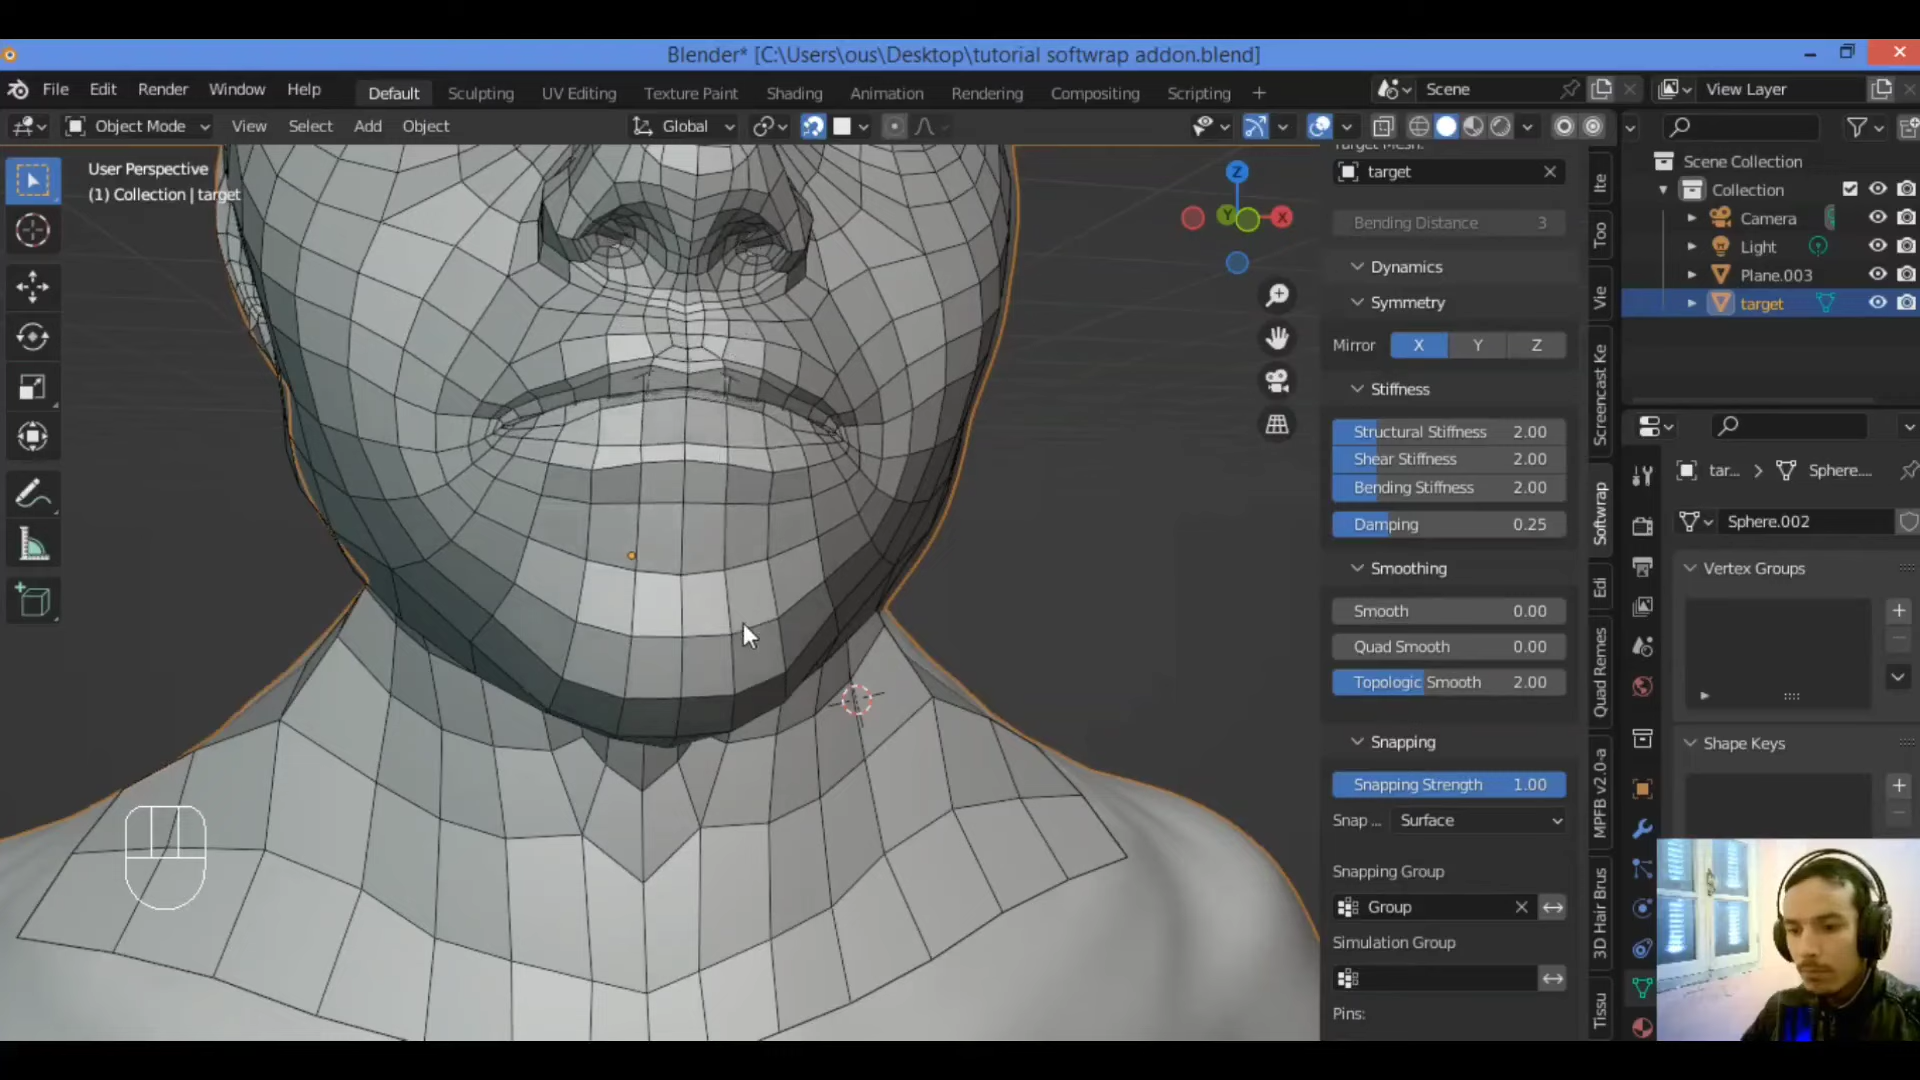 Blender* [C:\Users\ous\Desktop\tutorial softwrap addon.blend]
File Edit Render Window Help Default Sculpting UV Editing Texture Paint Shading Animation Rendering Compositing Scripting + Scene View Layer
Object Mode View Select Add Object Global
User Perspective
(1) Collection | target
Z
Y
X
target
Bending Distance 3
Dynamics
Symmetry
Mirror X Y Z
Stiffness
Structural Stiffness 2.00
Shear Stiffness 2.00
Bending Stiffness 2.00
Damping 0.25
Smoothing
Smooth 0.00
Quad Smooth 0.00
Topologic Smooth 2.00
Snapping
Snapping Strength 1.00
Snap ... Surface
Snapping Group
Group
Simulation Group
Pins:
Ite
Too
Vie
Screencast Ke
Softwrap
Edi
Quad Remes
MPFB v2.0-a
3D Hair Brus
Tissu
Scene Collection
Collection
Camera
Light
Plane.003
target
tar... > Sphere....
Sphere.002
Vertex Groups
Shape Keys